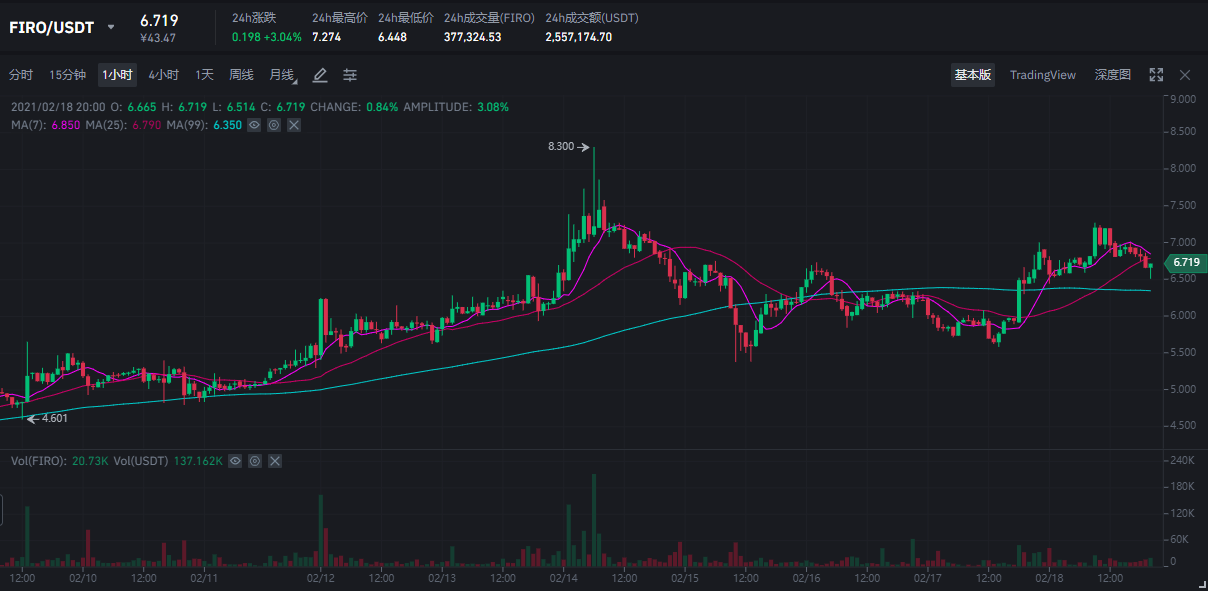 FIRO/USDT 6.719 24h涨跌 24h最高价 24h最低价 24h成交量(FIRO) 24h成交额(USDT)
¥43.47 0.198 +3.04% 7.274 6.448 377,324.53 2,557,174.70
分时 15分钟 1小时 4小时 1天 周线 月线 基本版 TradingView 深度图
2021/02/18 20:00 O: 6.665 H: 6.719 L: 6.514 C: 6.719 CHANGE: 0.84% AMPLITUDE: 3.08%
MA(7): 6.850 MA(25): 6.790 MA(99): 6.350
9.000
8.500
8.300
8.000
7.500
7.000
6.719
6.500
6.000
5.500
5.000
4.601
4.500
Vol(FIRO): 20.73K Vol(USDT) 137.162K
240K
180K
120K
60K
0
12:00 02/10 12:00 02/11 02/12 12:00 02/13 12:00 02/14 12:00 02/15 12:00 02/16 12:00 02/17 12:00 02/18 12:00